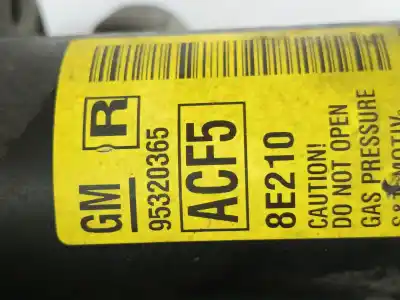 GM R
95320365
ACF5
8E210
CAUTION!
DO NOT OPEN
GAS PRESSURE